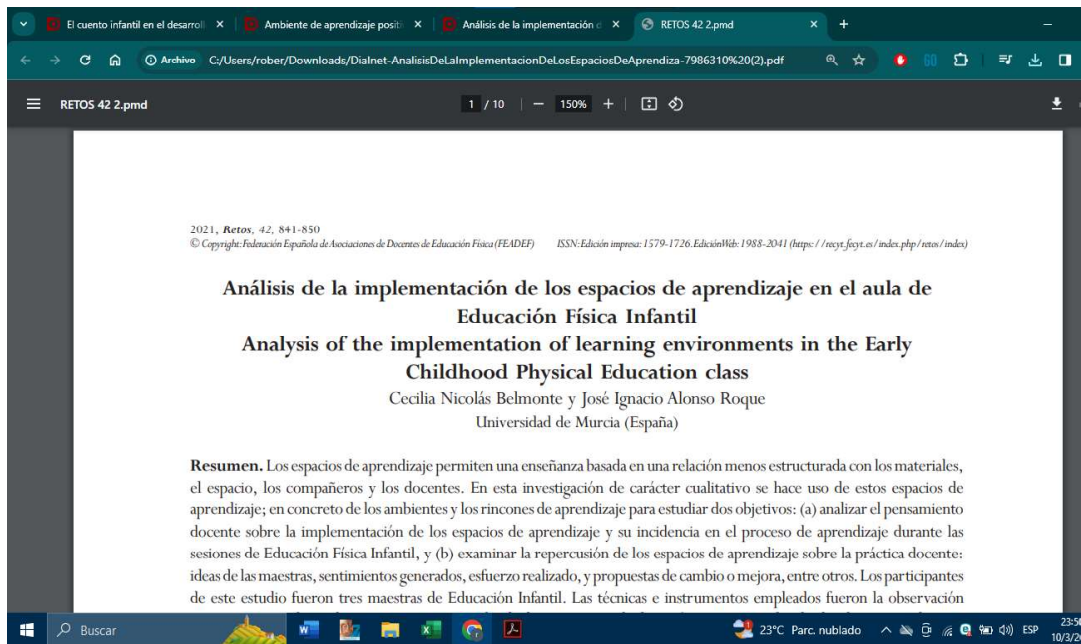 El cuento infantil en el desarroll
Ambiente de aprendizaje positi
Análisis de la implementación d
RETOS 42 2.pmd
Archivo C:/Users/rober/Downloads/Dialnet-AnalisisDeLaImplementacionDeLosEspaciosDeAprendiza-7986310%20(2).pdf
RETOS 42 2.pmd
1 / 10
150%
2021, Retos, 42, 841-850
© Copyright: Federación Española de Asociaciones de Docentes de Educación Física (FEADEF) ISSN: Edición impresa: 1579-1726. Edición Web: 1988-2041 (https://recyt.fecyt.es/index.php/retos/index)
Análisis de la implementación de los espacios de aprendizaje en el aula de
Educación Física Infantil
Analysis of the implementation of learning environments in the Early
Childhood Physical Education class
Cecilia Nicolás Belmonte y José Ignacio Alonso Roque
Universidad de Murcia (España)
Resumen. Los espacios de aprendizaje permiten una enseñanza basada en una relación menos estructurada con los materiales,
el espacio, los compañeros y los docentes. En esta investigación de carácter cualitativo se hace uso de estos espacios de
aprendizaje; en concreto de los ambientes y los rincones de aprendizaje para estudiar dos objetivos: (a) analizar el pensamiento
docente sobre la implementación de los espacios de aprendizaje y su incidencia en el proceso de aprendizaje durante las
sesiones de Educación Física Infantil, y (b) examinar la repercusión de los espacios de aprendizaje sobre la práctica docente:
ideas de las maestras, sentimientos generados, esfuerzo realizado, y propuestas de cambio o mejora, entre otros. Los participantes
de este estudio fueron tres maestras de Educación Infantil. Las técnicas e instrumentos empleados fueron la observación
Buscar
23°C Parc. nublado
ESP
23:5
10/3/2